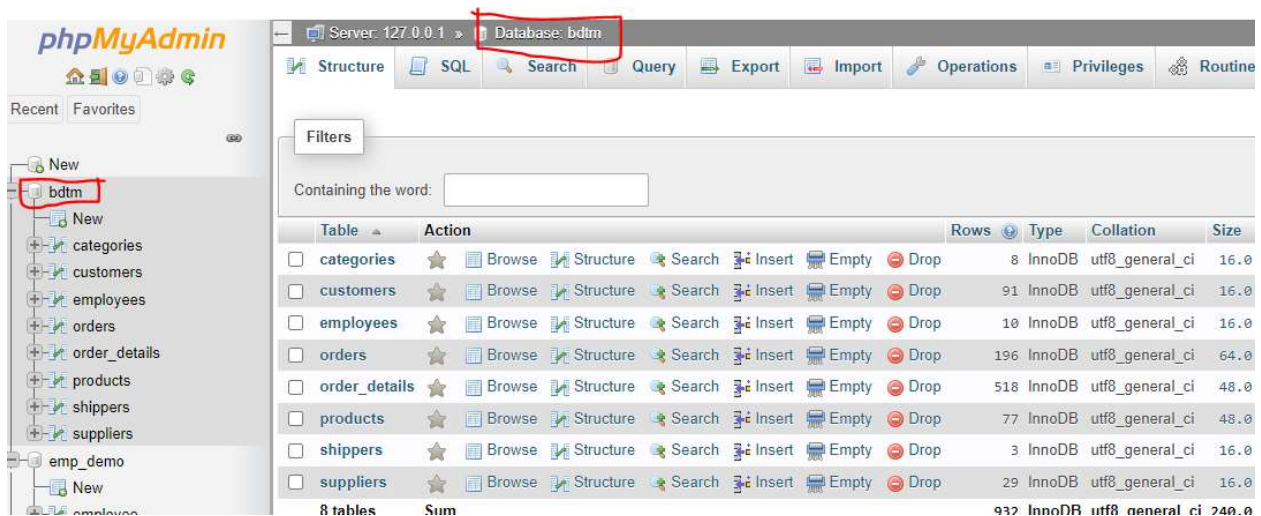 phpMyAdmin
Recent Favorites
New
bdtm
New
categories
customers
employees
orders
order_details
products
shippers
suppliers
emp_demo
New
employee
Server: 127.0.0.1 » Database: bdtm
Structure SQL Search Query Export Import Operations Privileges Routine
Filters
Containing the word:
Table Action Rows Type Collation Size
categories Browse Structure Search Insert Empty Drop 8 InnoDB utf8_general_ci 16.0
customers Browse Structure Search Insert Empty Drop 91 InnoDB utf8_general_ci 16.0
employees Browse Structure Search Insert Empty Drop 10 InnoDB utf8_general_ci 16.0
orders Browse Structure Search Insert Empty Drop 196 InnoDB utf8_general_ci 64.0
order_details Browse Structure Search Insert Empty Drop 518 InnoDB utf8_general_ci 48.0
products Browse Structure Search Insert Empty Drop 77 InnoDB utf8_general_ci 48.0
shippers Browse Structure Search Insert Empty Drop 3 InnoDB utf8_general_ci 16.0
suppliers Browse Structure Search Insert Empty Drop 29 InnoDB utf8_general_ci 16.0
8 tables Sum 932 InnoDB utf8_general_ci 240.0